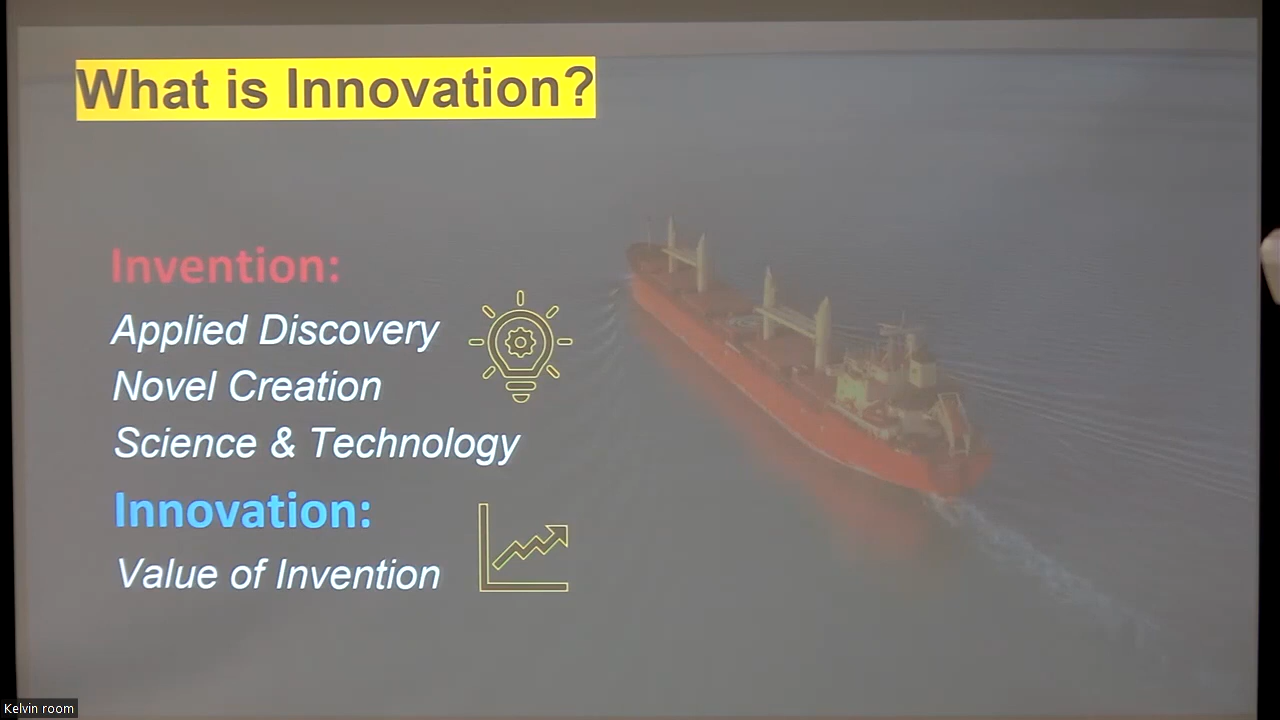 What is Innovation?
Invention:
Applied Discovery
Novel Creation
Science & Technology
Innovation:
Value of Invention
Kelvin room